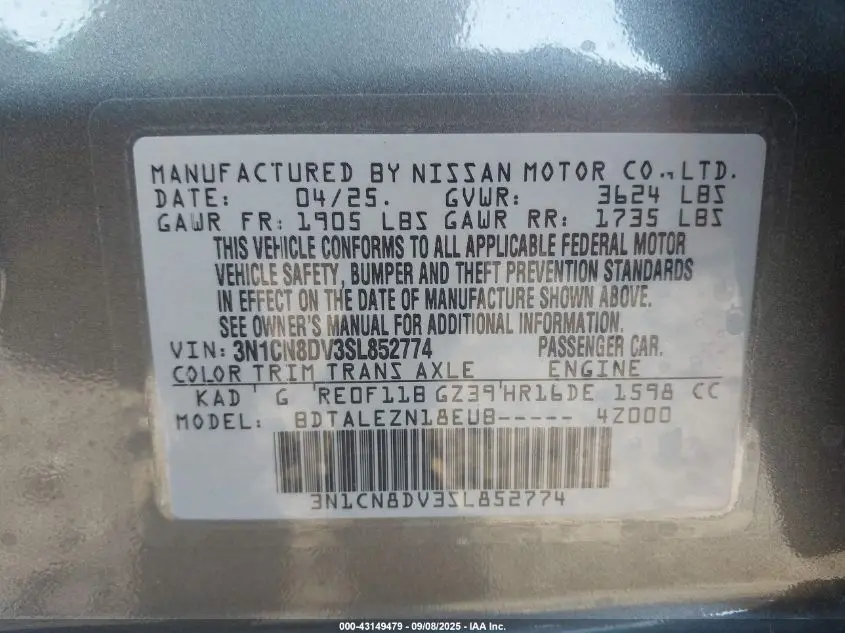 MANUFACTURED BY NISSAN MOTOR CO., LTD.
DATE: 04/25. GVWR: 3624 LBS
GAWR FR: 1905 LBS GAWR RR: 1735 LBS
THIS VEHICLE CONFORMS TO ALL APPLICABLE FEDERAL MOTOR
VEHICLE SAFETY, BUMPER AND THEFT PREVENTION STANDARDS
IN EFFECT ON THE DATE OF MANUFACTURE SHOWN ABOVE.
SEE OWNER'S MANUAL FOR ADDITIONAL INFORMATION.
VIN: 3N1CN8DV3SL852774 PASSENGER CAR.
COLOR TRIM TRANS AXLE ENGINE
KAD G RE0F11B GZ39 HR16DE 1598 CC
MODEL: BDTALEZN18EUB----- 4Z000
3N1CN8DV3SL852774
000-43149479 - 09/08/2025 - IAA Inc.